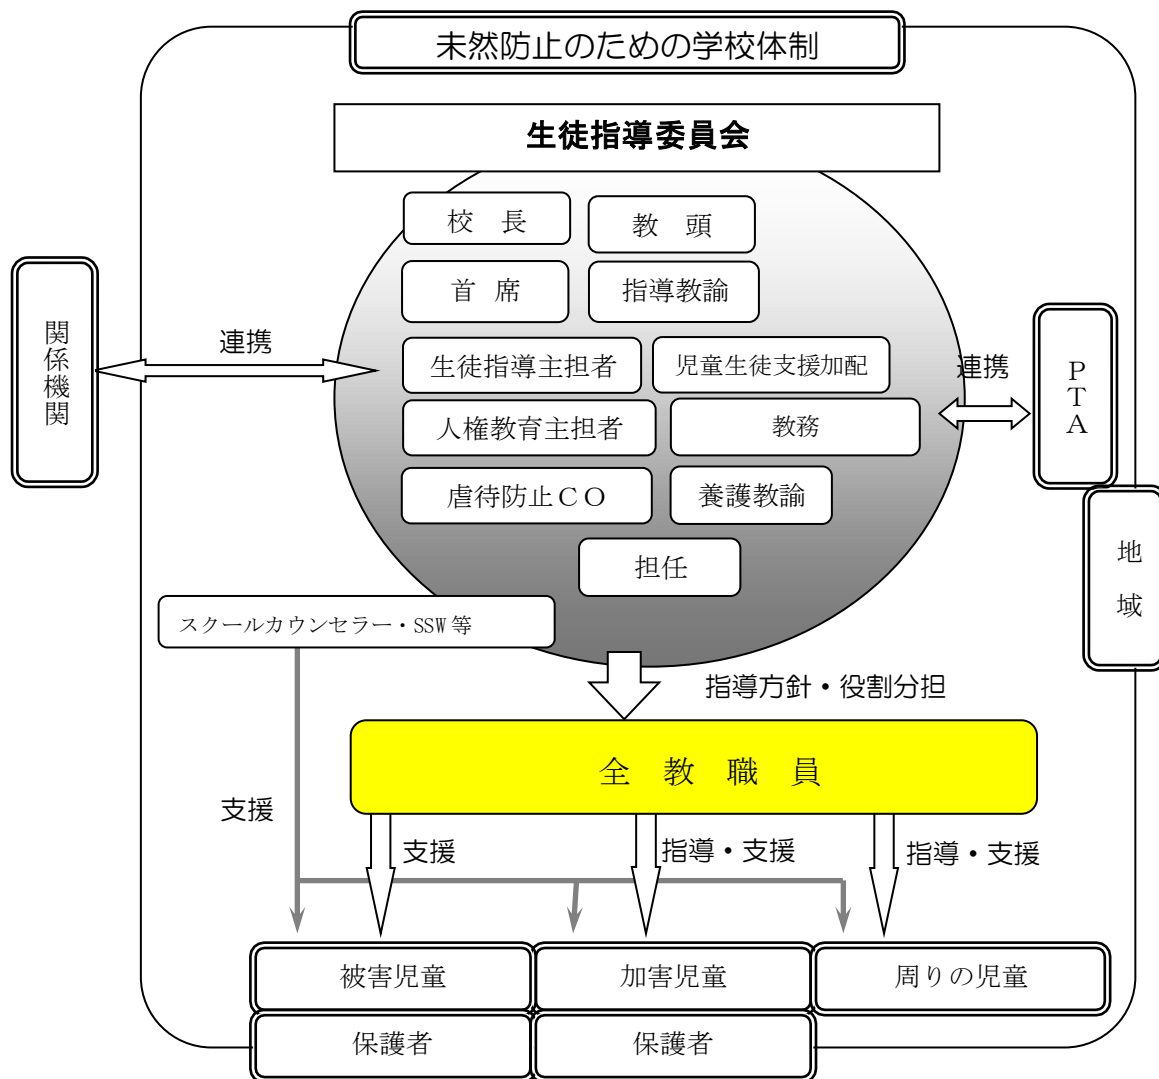 未然防止のための学校体制
生徒指導委員会
校　長
教　頭
首　席
指導教諭
関係機関
連携
生徒指導主担者
児童生徒支援加配
連携
ＰＴＡ
人権教育主担者
教務
虐待防止ＣＯ
養護教諭
地域
担任
スクールカウンセラー・SSW 等
指導方針・役割分担
全　教　職　員
支援
支援
指導・支援
指導・支援
被害児童
加害児童
周りの児童
保護者
保護者